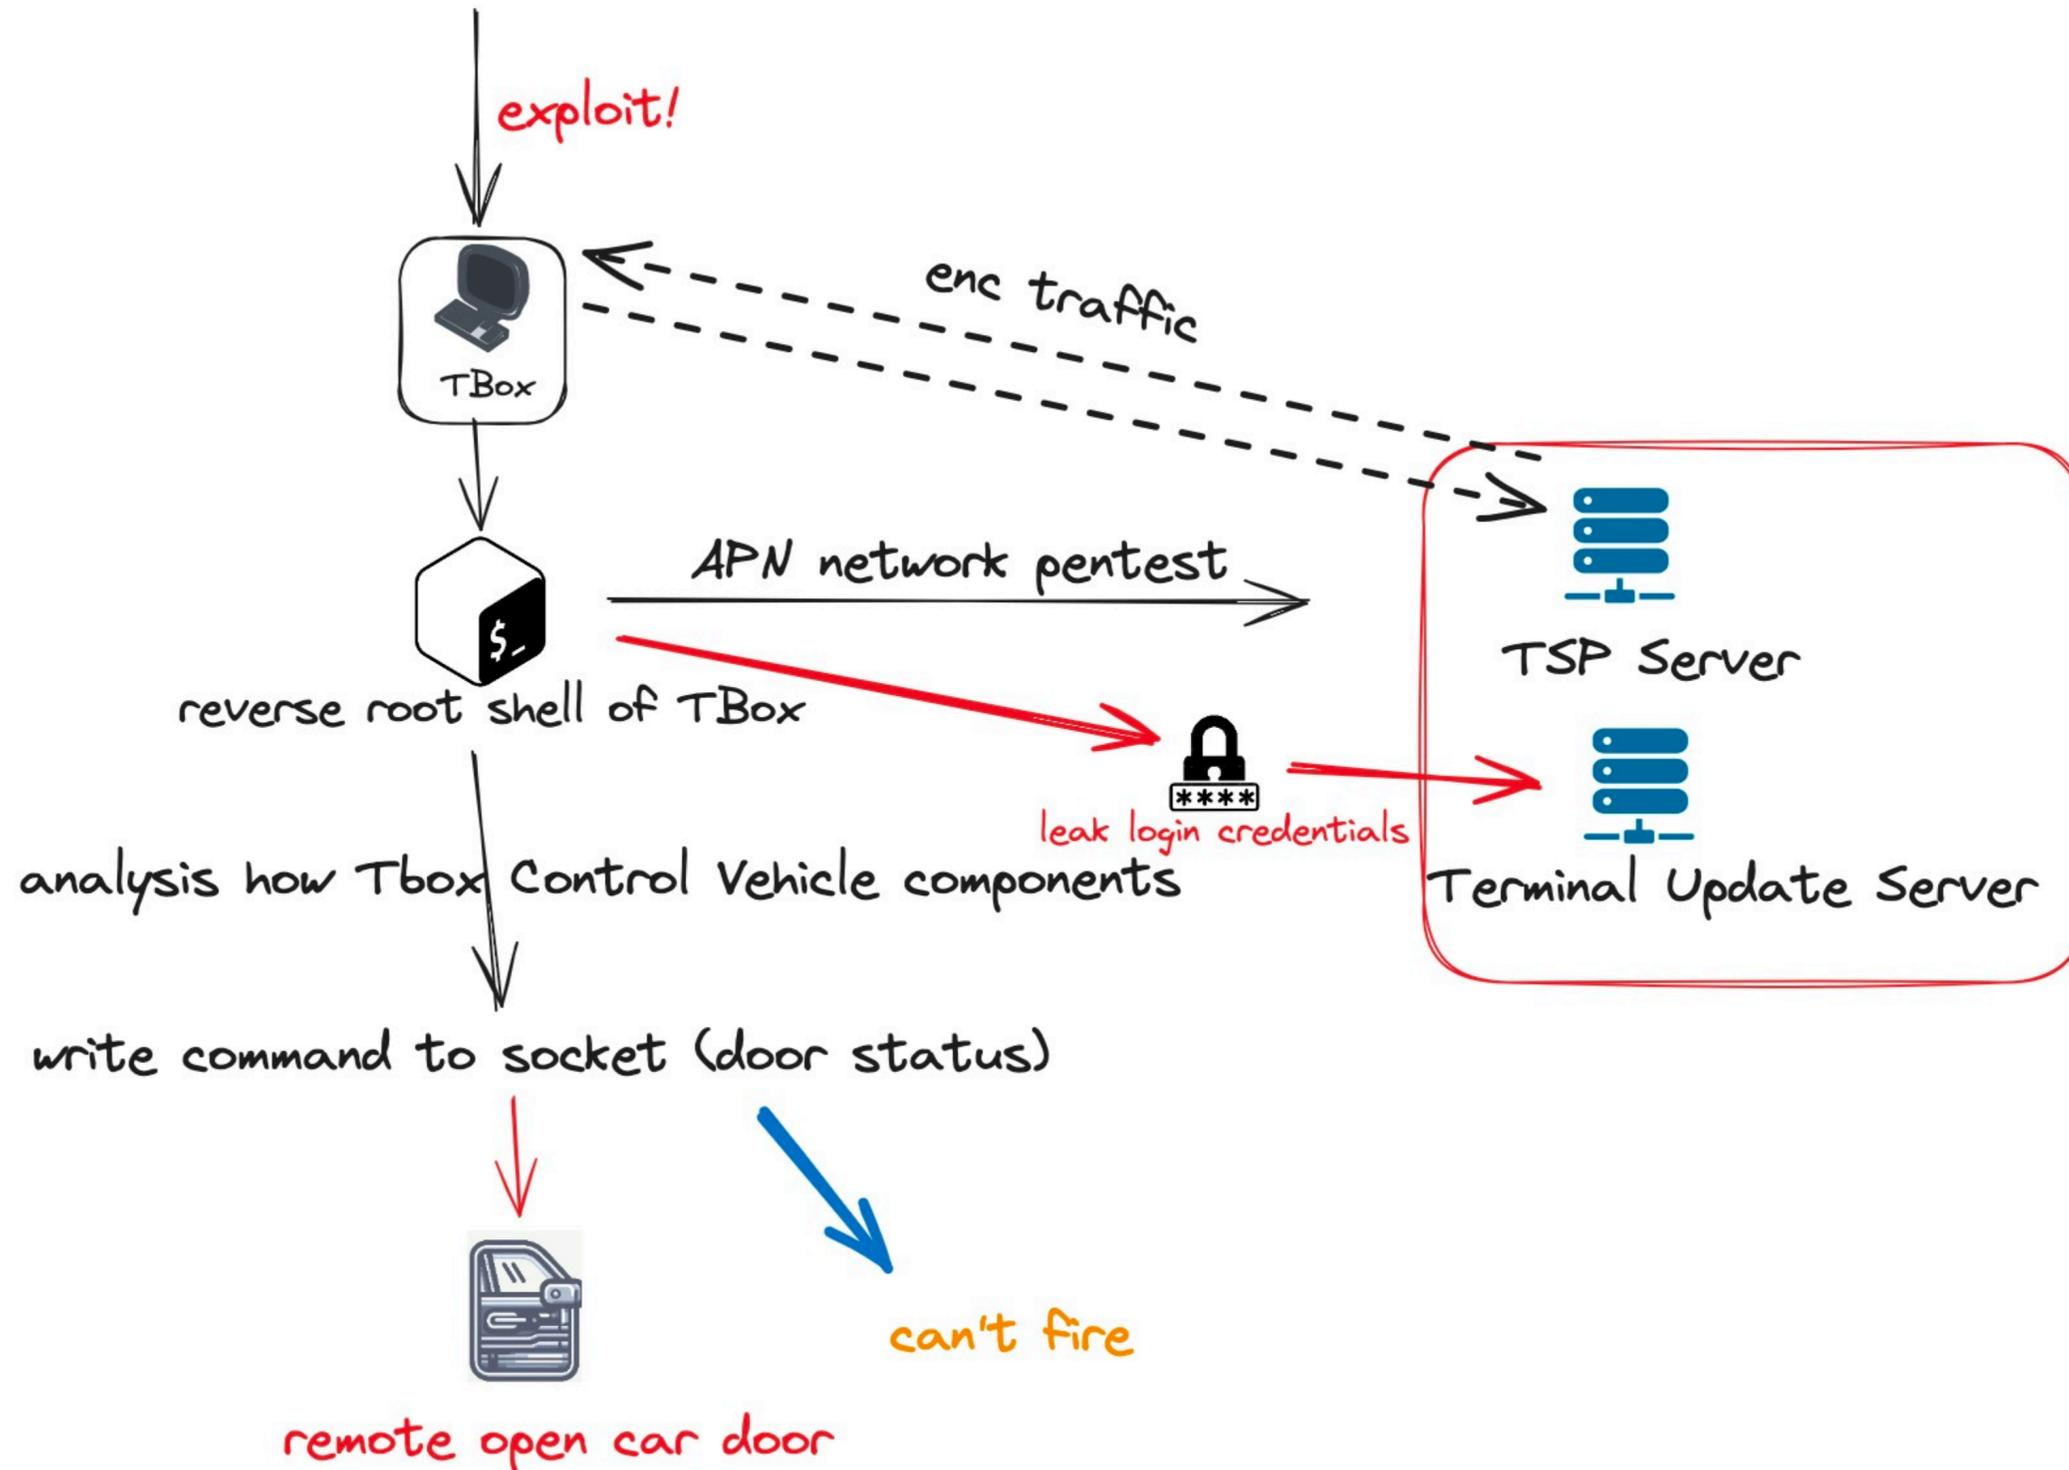 exploit!
enc traffic
TBox
APN network pentest
$_
TSP Server
reverse root shell of TBox
****
leak login credentials
analysis how Tbox Control Vehicle components
Terminal Update Server
write command to socket (door status)
can't fire
remote open car door